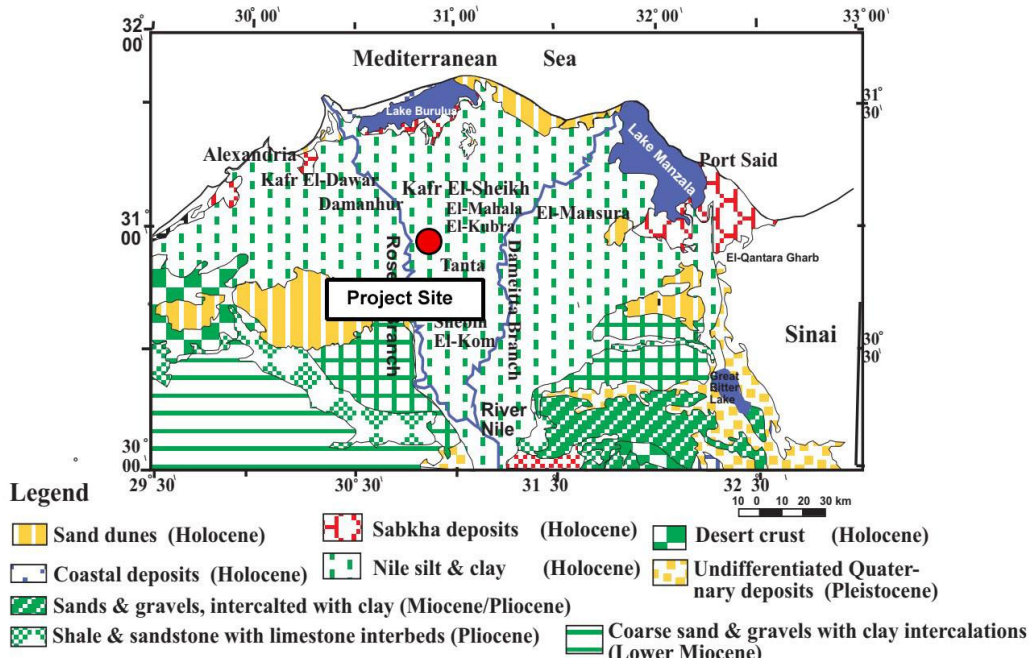 30° 00' 31° 00' 32° 00' 33° 00'
32 00'
Mediterranean Sea
31° 30'
Lake Burulus
Lake Manzala
Alexandria
Port Said
Kafr El-Dawar
Kafr El-Sheikh
Damanhur
El-Mahala
El-Kubra
El-Mansura
31° 00'
El-Qantara Gharb
Tanta
Dameitra Branch
Project Site
Branch
Shebin
El-Kom
Sinai
30° 30'
Great
Bitter
Lake
River
Nile
30° 00'
29° 30' 30° 30' 31 30 32 30
10 0 10 20 30 km
Legend
Sand dunes (Holocene)
Sabkha deposits (Holocene)
Desert crust (Holocene)
Coastal deposits (Holocene)
Nile silt & clay (Holocene)
Undifferentiated Quater-
nary deposits (Pleistocene)
Sands & gravels, intercalted with clay (Miocene/Pliocene)
Shale & sandstone with limestone interbeds (Pliocene)
Coarse sand & gravels with clay intercalations
(Lower Miocene)